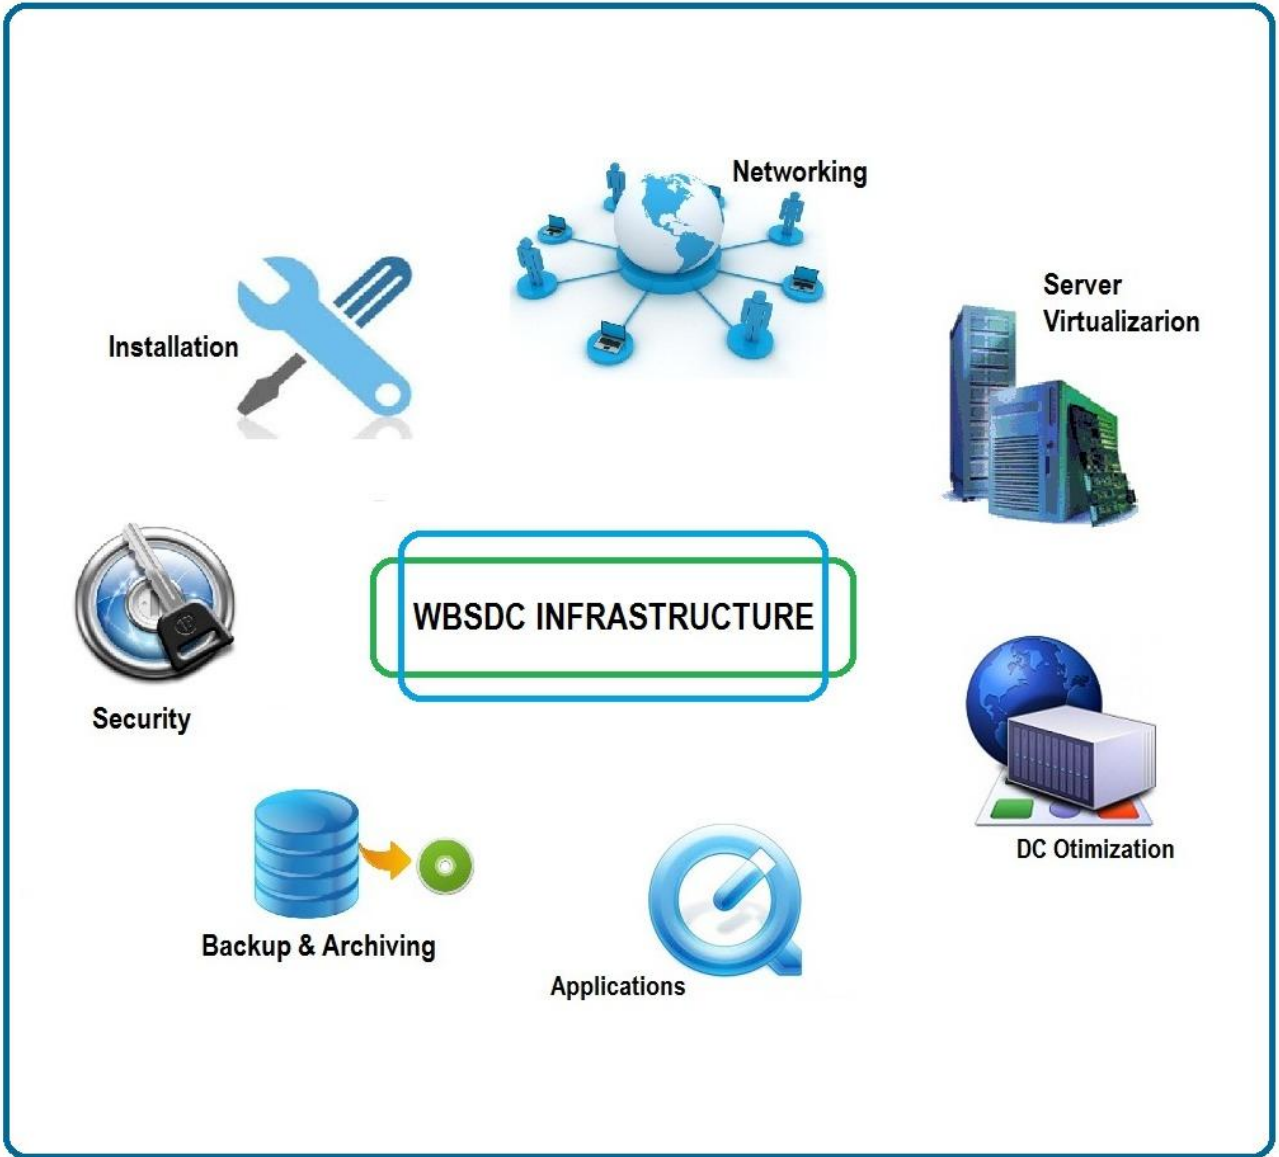 Networking
Server
Virtualizarion
Installation
WBSDC INFRASTRUCTURE
Security
DC Otimization
Backup & Archiving
Applications